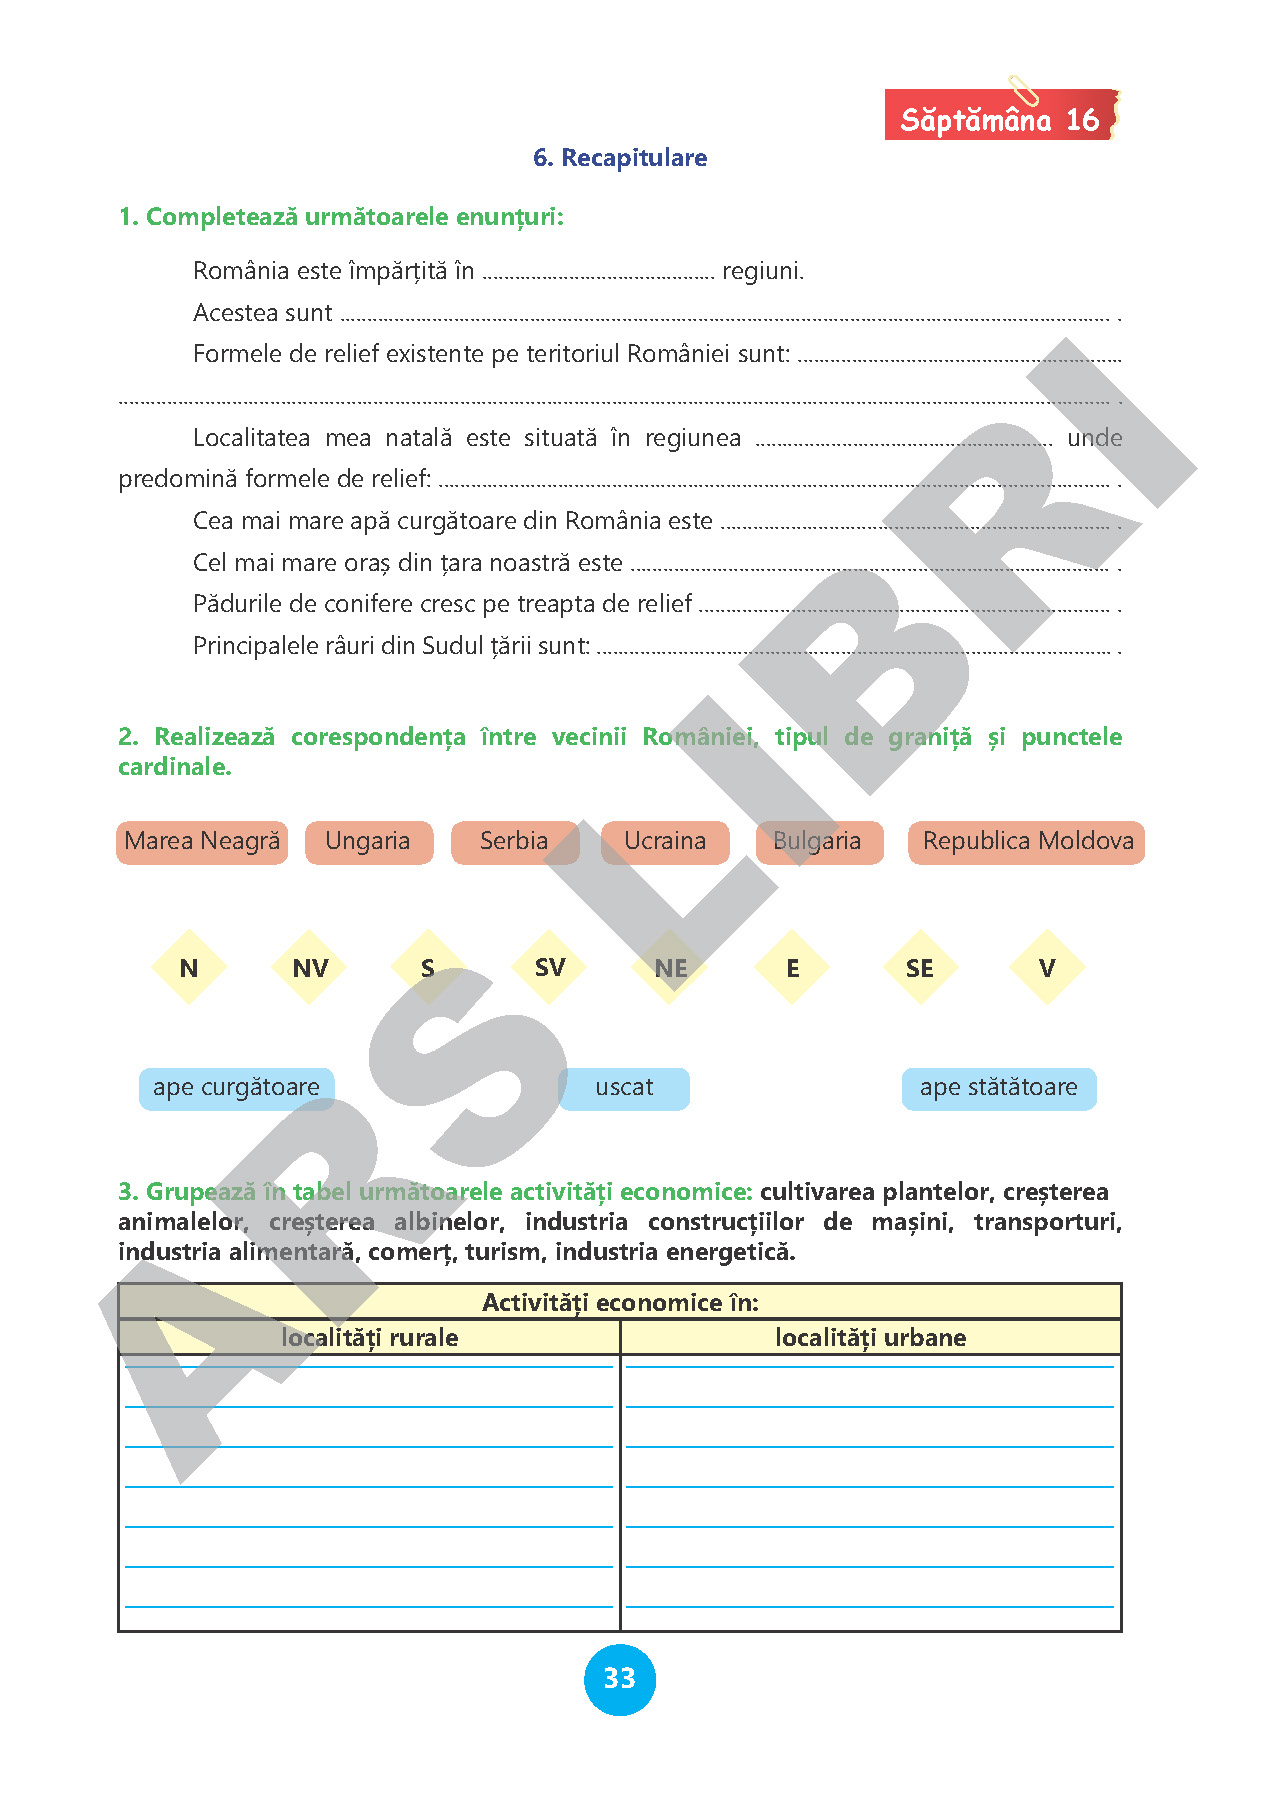 Săptămâna 16
6. Recapitulare
1. Completează următoarele enunțuri:
România este împărțită în ........................................... regiuni.
Acestea sunt ............................................................................................................................................... .
Formele de relief existente pe teritoriul României sunt: ............................................................
........................................................................................................................................................................................ .
Localitatea mea natală este situată în regiunea ....................................................... unde
predomină formele de relief: ............................................................................................................................. .
Cea mai mare apă curgătoare din România este ........................................................................ .
Cel mai mare oraș din țara noastră este ......................................................................................... .
Pădurile de conifere cresc pe treapta de relief ............................................................................ .
Principalele râuri din Sudul țării sunt: ............................................................................................... .
2. Realizează corespondența între vecinii României, tipul de graniță și punctele
cardinale.
Marea Neagră Ungaria Serbia Ucraina Bulgaria Republica Moldova
N NV S SV NE E SE V
ape curgătoare uscat ape stătătoare
3. Grupează în tabel următoarele activități economice: cultivarea plantelor, creșterea
animalelor, creșterea albinelor, industria construcțiilor de mașini, transporturi,
industria alimentară, comerț, turism, industria energetică.
Activități economice în:
localități rurale localități urbane
33
ARS LIBRI